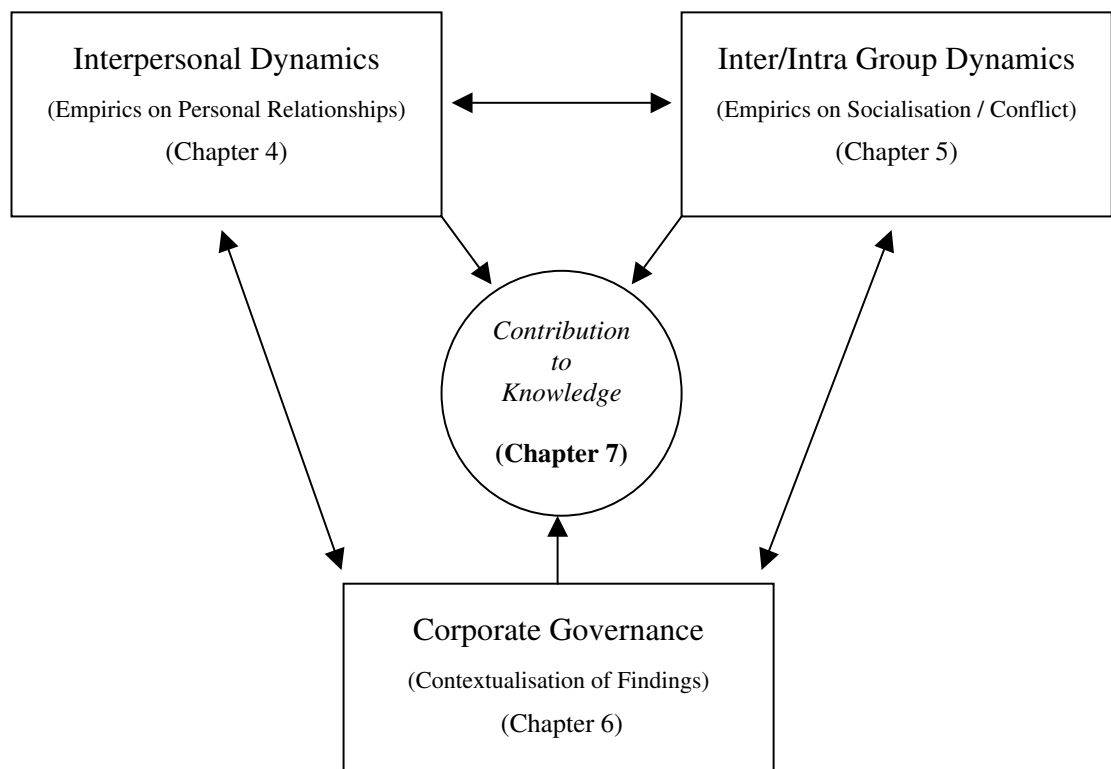 Interpersonal Dynamics
(Empirics on Personal Relationships)
(Chapter 4)
Inter/Intra Group Dynamics
(Empirics on Socialisation / Conflict)
(Chapter 5)
Contribution
to
Knowledge
(Chapter 7)
Corporate Governance
(Contextualisation of Findings)
(Chapter 6)